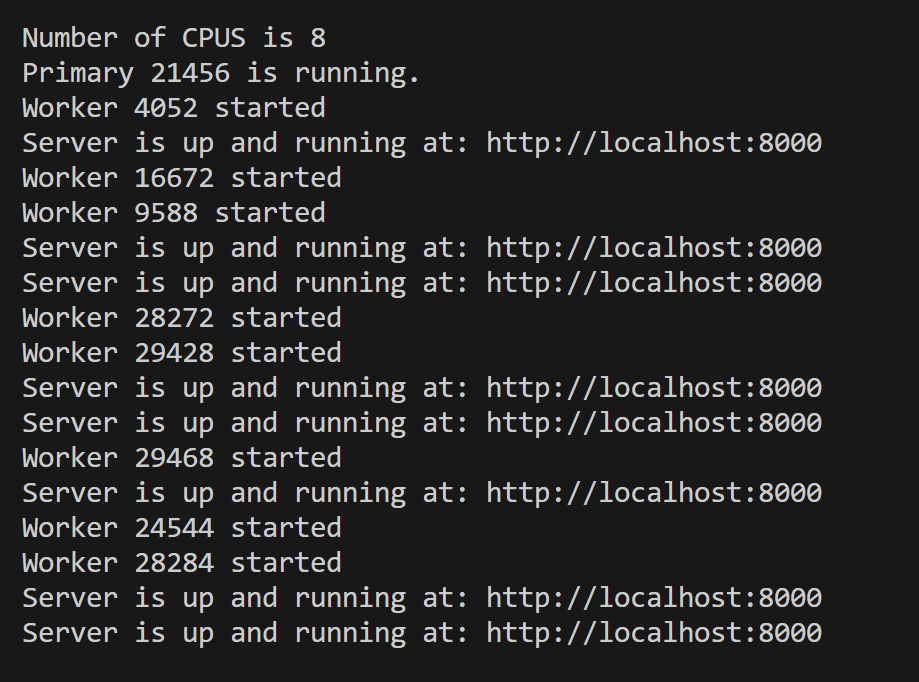 Number of CPUS is 8
Primary 21456 is running.
Worker 4052 started
Server is up and running at: http://localhost:8000
Worker 16672 started
Worker 9588 started
Server is up and running at: http://localhost:8000
Server is up and running at: http://localhost:8000
Worker 28272 started
Worker 29428 started
Server is up and running at: http://localhost:8000
Server is up and running at: http://localhost:8000
Worker 29468 started
Server is up and running at: http://localhost:8000
Worker 24544 started
Worker 28284 started
Server is up and running at: http://localhost:8000
Server is up and running at: http://localhost:8000